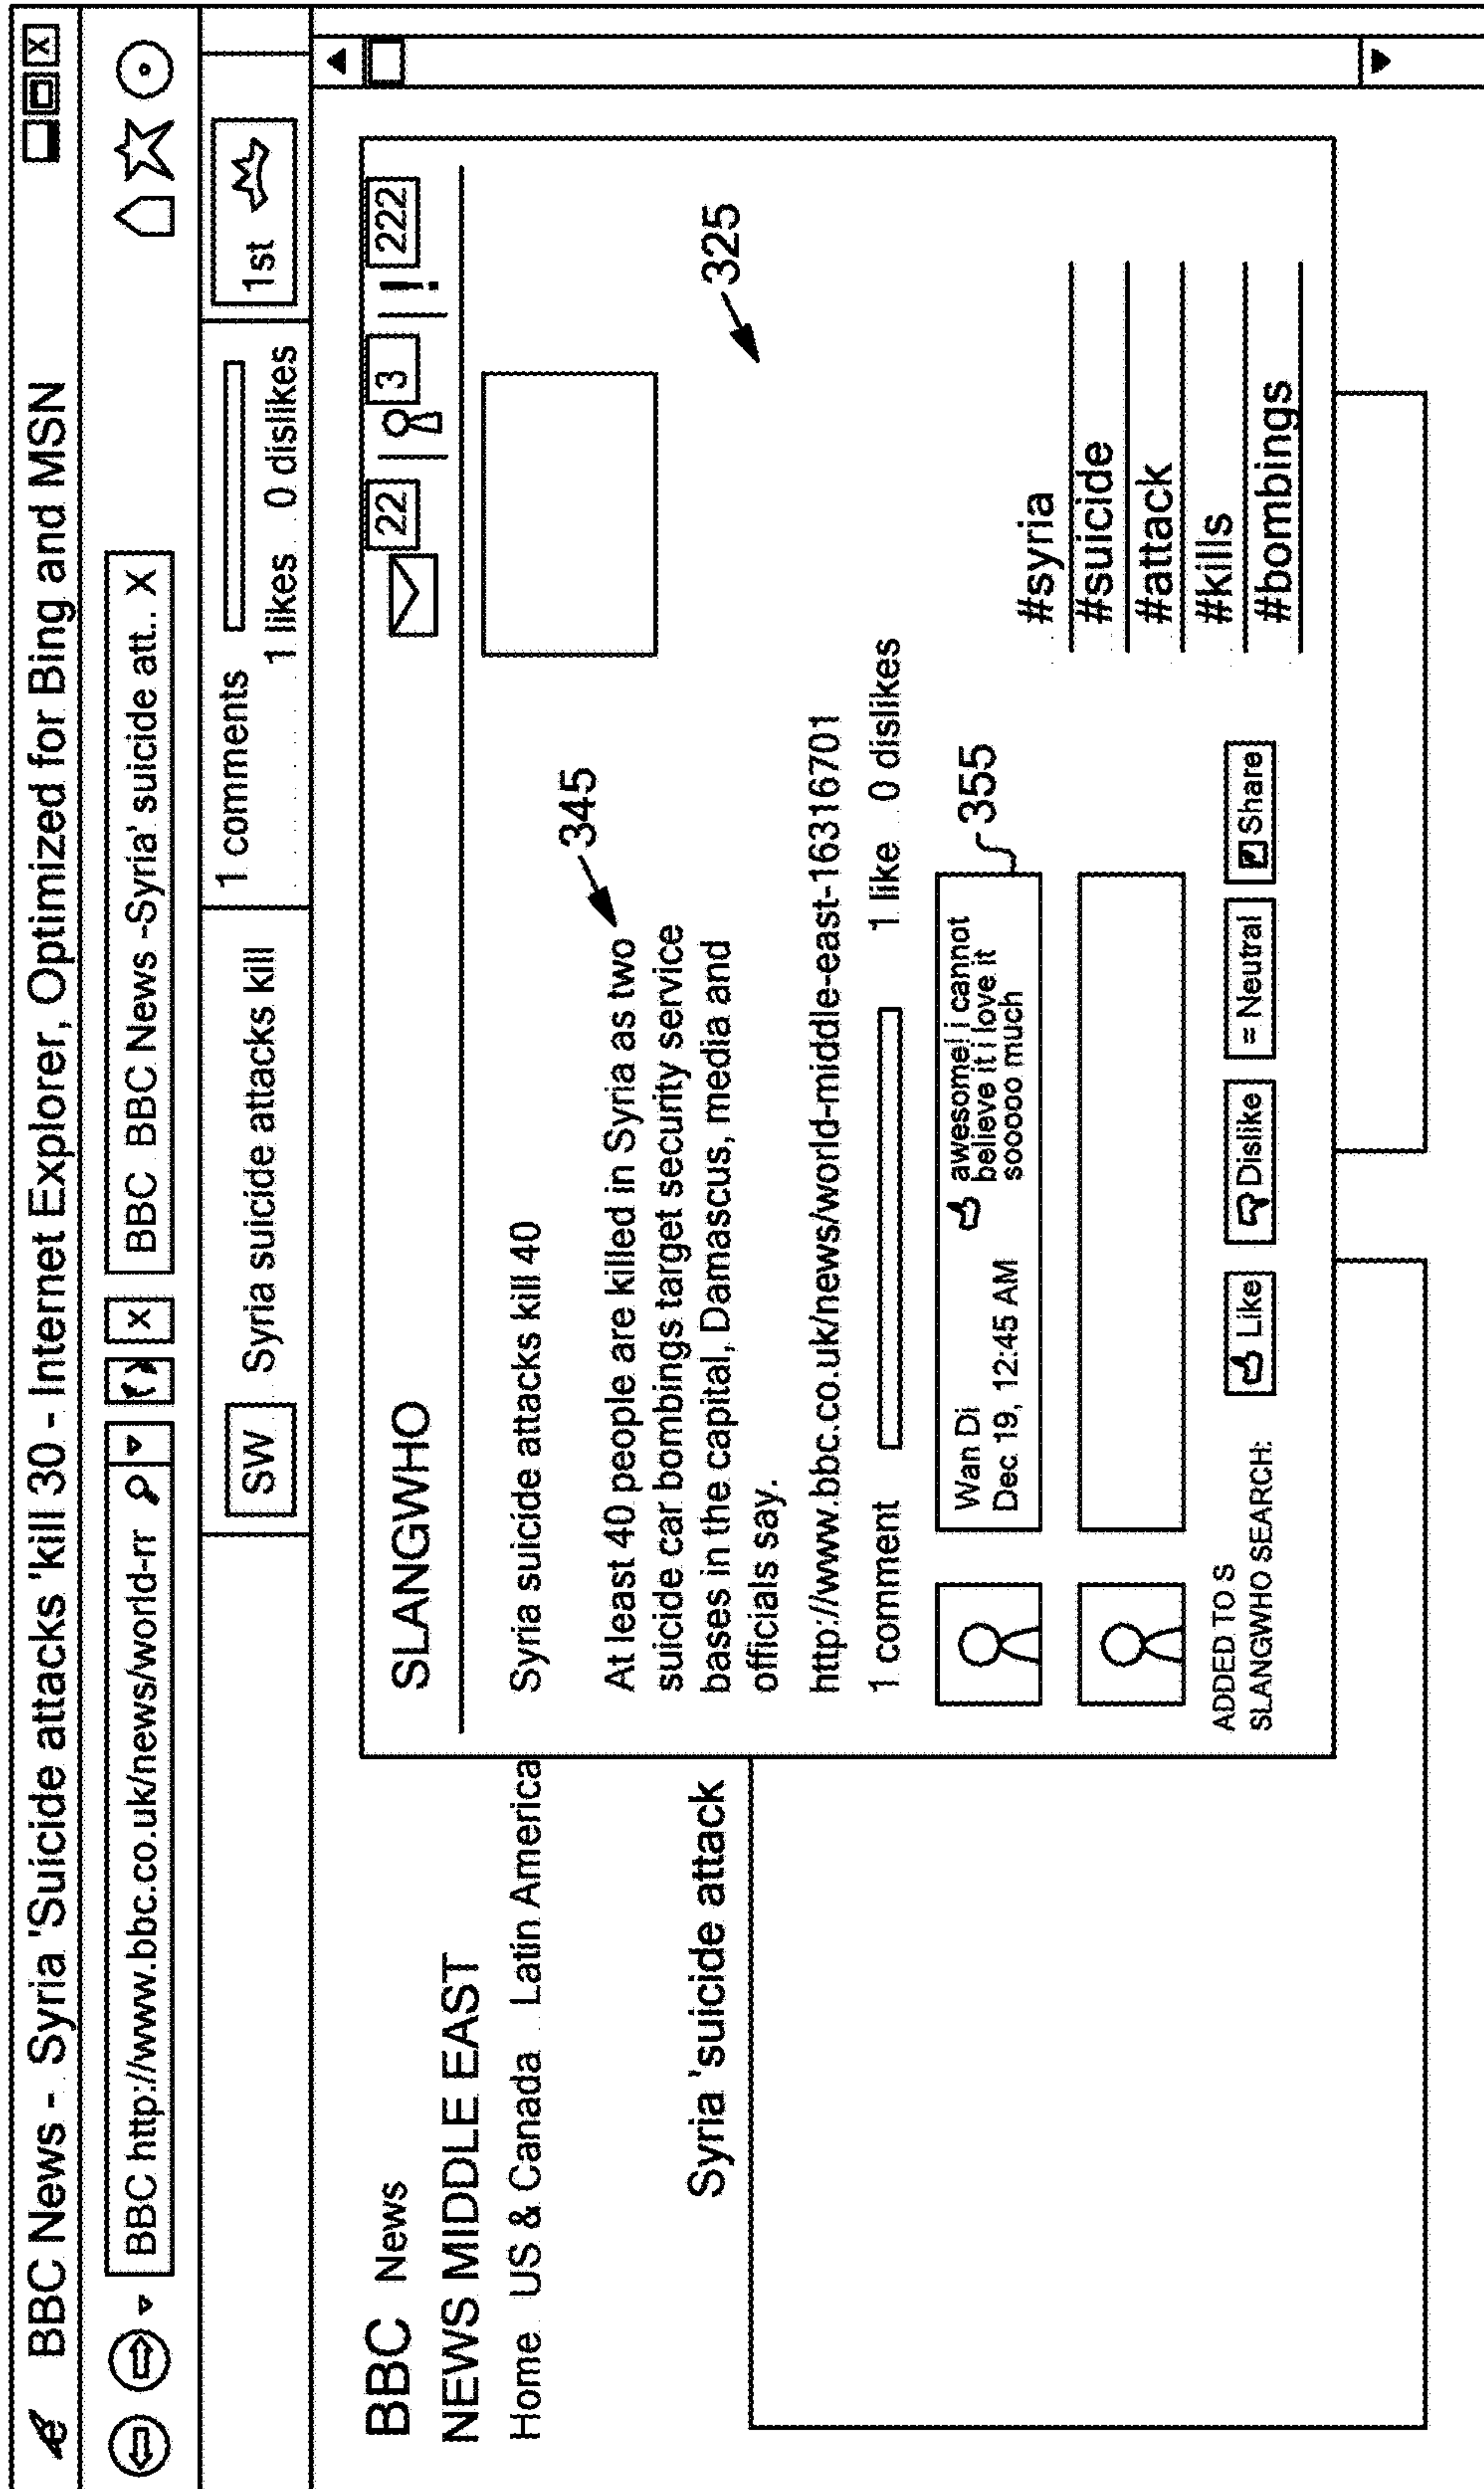 BBC News - Syria 'Suicide attacks 'kill 30 - Internet Explorer, Optimized for Bing and MSN
X
BBC http://www.bbc.co.uk/news/world-rr
X
BBC BBC News -Syria' suicide att.. X
SW Syria suicide attacks kill
1 comments
1 likes 0 dislikes
1st
BBC News
NEWS MIDDLE EAST
Home US & Canada Latin America
Syria 'suicide attack
SLANGWHO
22 3 ! 222
Syria suicide attacks kill 40
345
At least 40 people are killed in Syria as two
suicide car bombings target security service
bases in the capital, Damascus, media and
officials say.
325
http://www.bbc.co.uk/news/world-middle-east-16316701
1 comment 1 like 0 dislikes
Wan Di
Dec 19, 12:45 AM
awesome! i cannot
believe it i love it
sooooo much
355
ADDED TO S
SLANGWHO SEARCH:
Like Dislike = Neutral Share
#syria
#suicide
#attack
#kills
#bombings